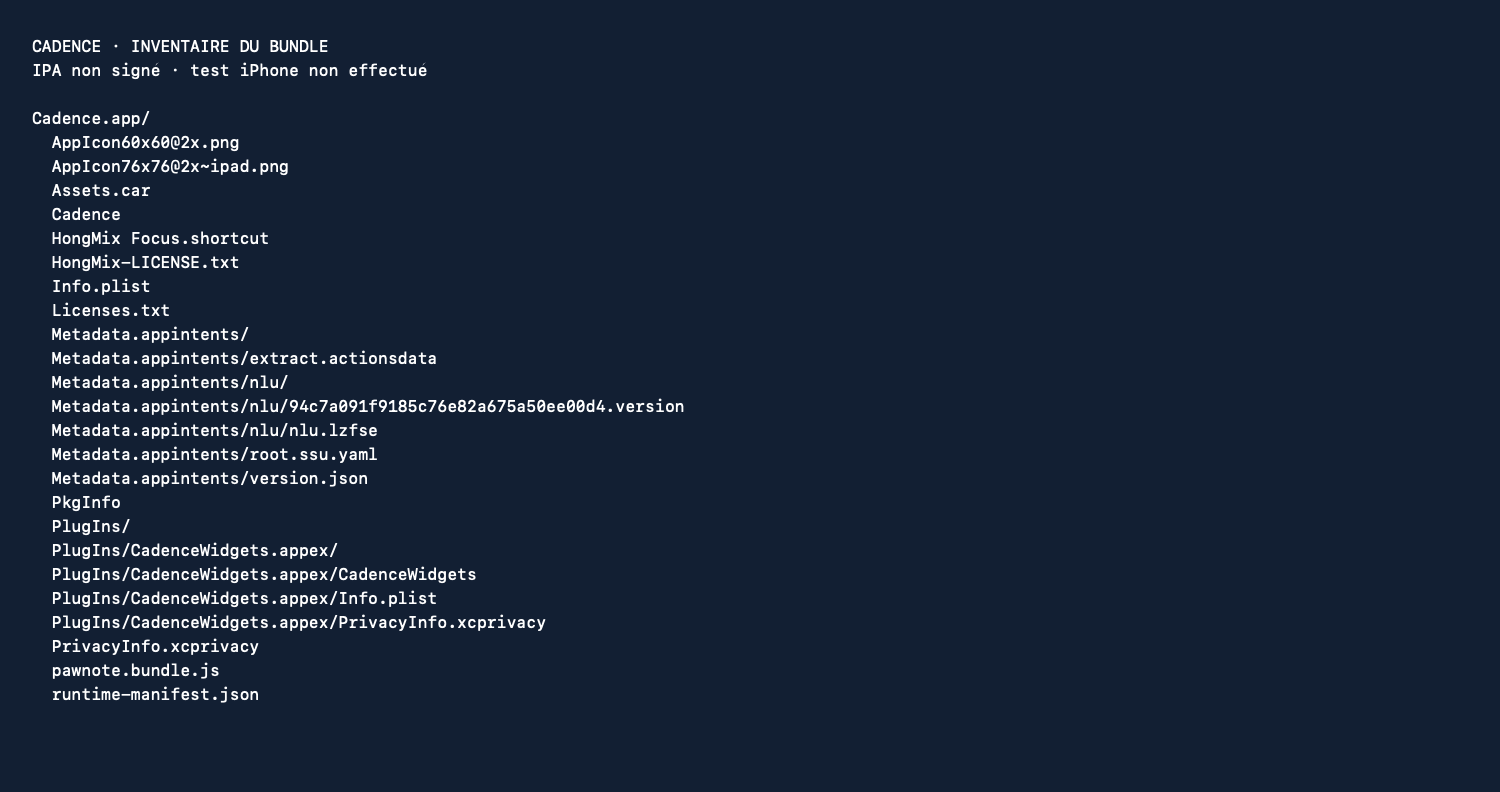 CADENCE · INVENTAIRE DU BUNDLE
IPA non signé · test iPhone non effectué
Cadence.app/
AppIcon60x60@2x.png
AppIcon76x76@2x~ipad.png
Assets.car
Cadence
HongMix Focus.shortcut
HongMix-LICENSE.txt
Info.plist
Licenses.txt
Metadata.appintents/
Metadata.appintents/extract.actionsdata
Metadata.appintents/nlu/
Metadata.appintents/nlu/94c7a091f9185c76e82a675a50ee00d4.version
Metadata.appintents/nlu/nlu.lzfse
Metadata.appintents/root.ssu.yaml
Metadata.appintents/version.json
PkgInfo
PlugIns/
PlugIns/CadenceWidgets.appex/
PlugIns/CadenceWidgets.appex/CadenceWidgets
PlugIns/CadenceWidgets.appex/Info.plist
PlugIns/CadenceWidgets.appex/PrivacyInfo.xcprivacy
PrivacyInfo.xcprivacy
pawnote.bundle.js
runtime-manifest.json